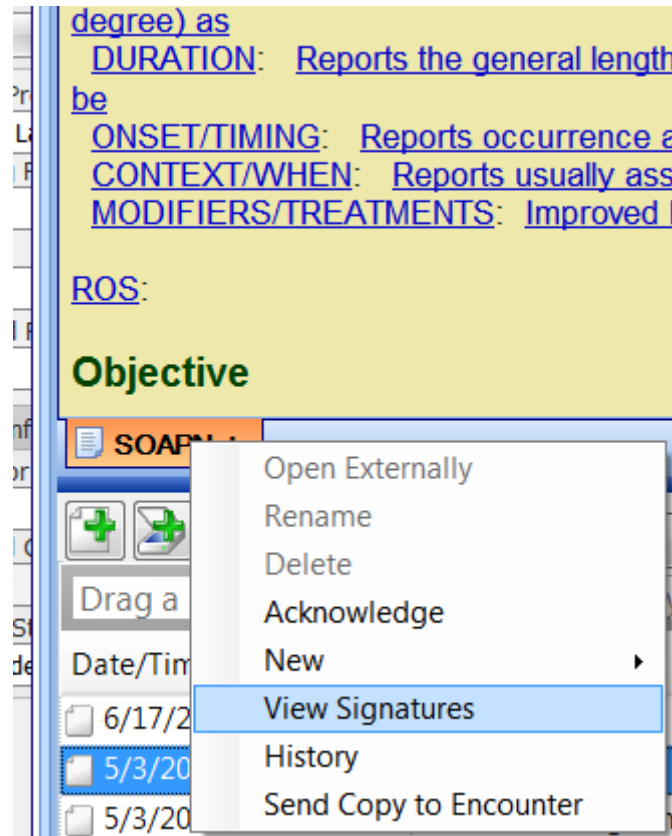 degree) as
DURATION: Reports the general length
be
ONSET/TIMING: Reports occurrence a
CONTEXT/WHEN: Reports usually ass
MODIFIERS/TREATMENTS: Improved
ROS:
Objective
Open Externally
Rename
Delete
Acknowledge
New
View Signatures
History
Send Copy to Encounter
Drag a
Date/Tim
6/17/2
5/3/20
5/3/20